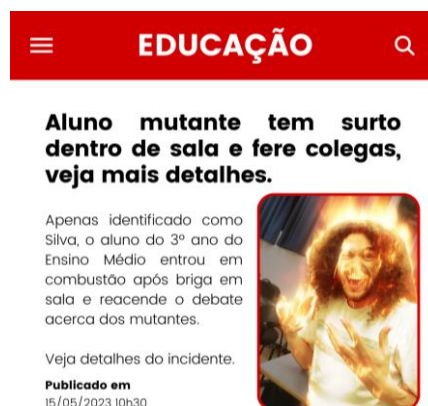 EDUCAÇÃO
Aluno mutante tem surto
dentro de sala e fere colegas,
veja mais detalhes.
Apenas identificado como
Silva, o aluno do 3º ano do
Ensino Médio entrou em
combustão após briga em
sala e reacende o debate
acerca dos mutantes.
Veja detalhes do incidente.
Publicado em
15/05/2023 10h30